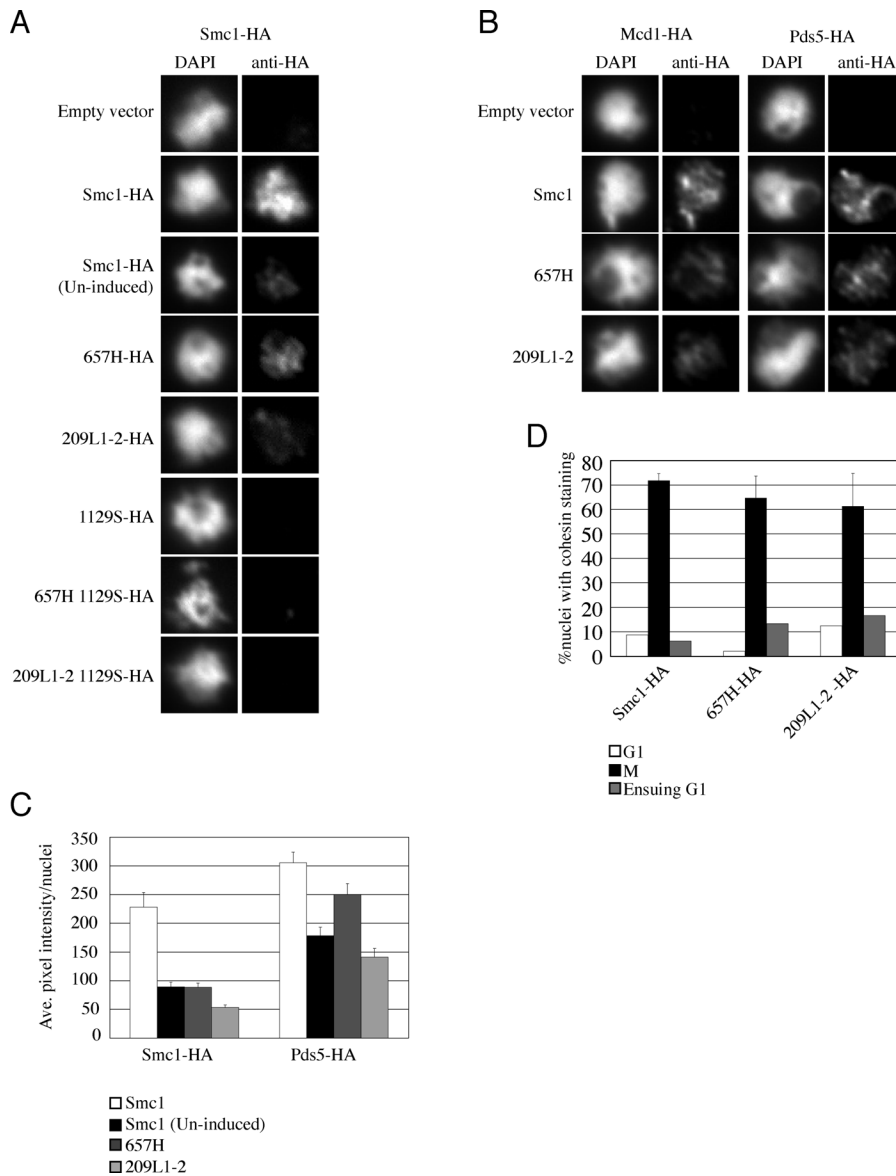 A
Smc1-HA
DAPI anti-HA
Empty vector
Smc1-HA
Smc1-HA
(Un-induced)
657H-HA
209L1-2-HA
1129S-HA
657H 1129S-HA
209L1-2 1129S-HA
B
Mcd1-HA Pds5-HA
DAPI anti-HA DAPI anti-HA
Empty vector
Smc1
657H
209L1-2
D
%nuclei with cohesin staining
80
70
60
50
40
30
20
10
0
Smc1-HA
657H-HA
209L1-2 -HA
G1
M
Ensuing G1
C
Ave. pixel intensity/nuclei
350
300
250
200
150
100
50
0
Smc1-HA Pds5-HA
Smc1
Smc1 (Un-induced)
657H
209L1-2